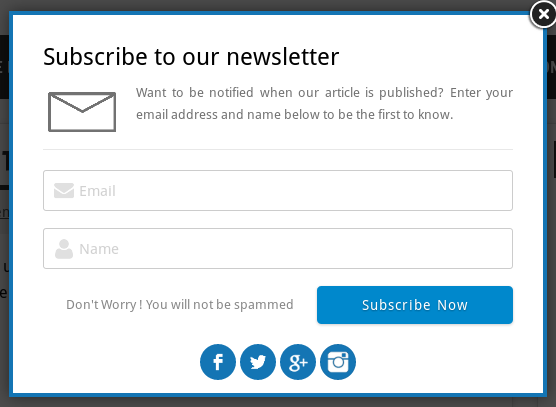 Subscribe to our newsletter
Want to be notified when our article is published? Enter your
email address and name below to be the first to know.
Email
Name
Don't Worry ! You will not be spammed
Subscribe Now